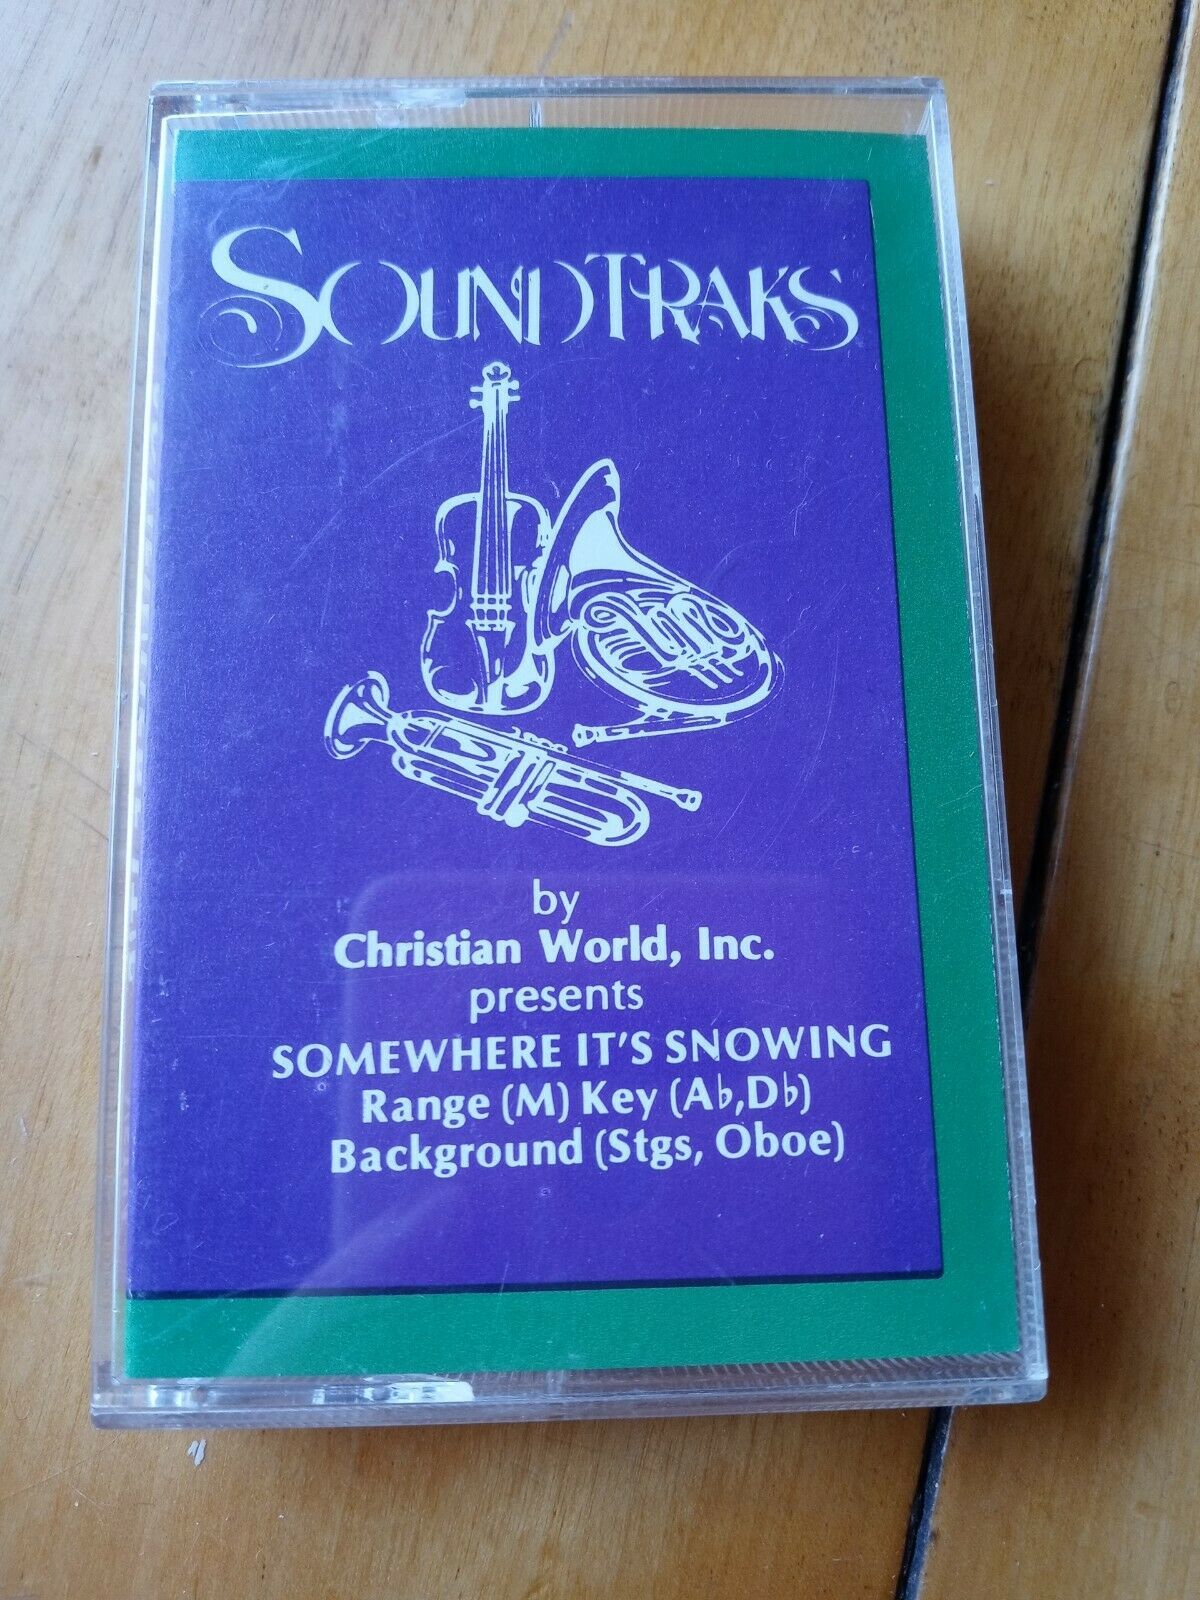 SOUNDTRAKS
by
Christian World, Inc.
presents
SOMEWHERE IT'S SNOWING
Range (M) Key (A♭,D♭)
Background (Stgs, Oboe)